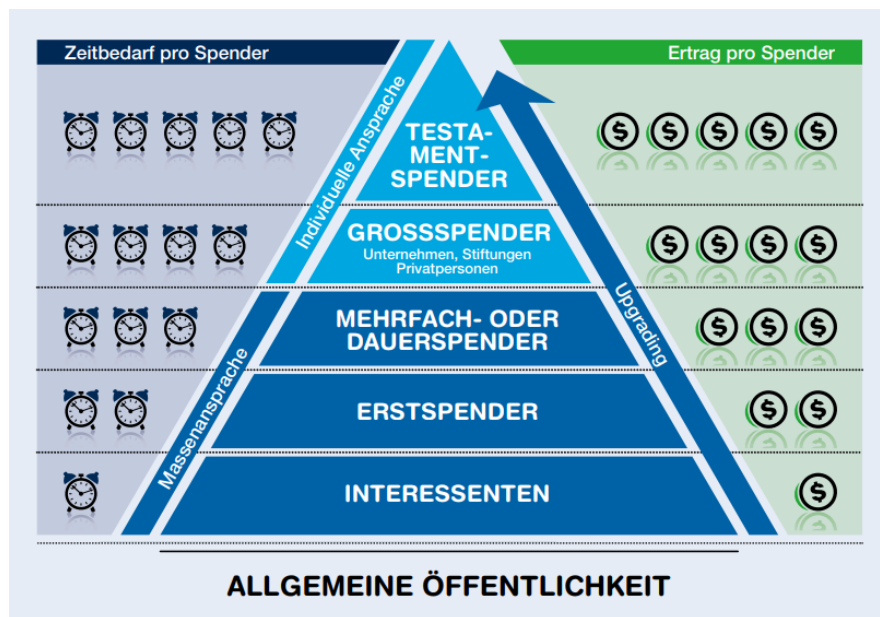 Zeitbedarf pro Spender
Ertrag pro Spender
Individuelle Ansprache
TESTA-
MENT-
SPENDER
GROSSSPENDER
Unternehmen, Stiftungen
Privatpersonen
Massenansprache
MEHRFACH- ODER
DAUERSPENDER
Upgrading
ERSTSPENDER
INTERESSENTEN
ALLGEMEINE ÖFFENTLICHKEIT